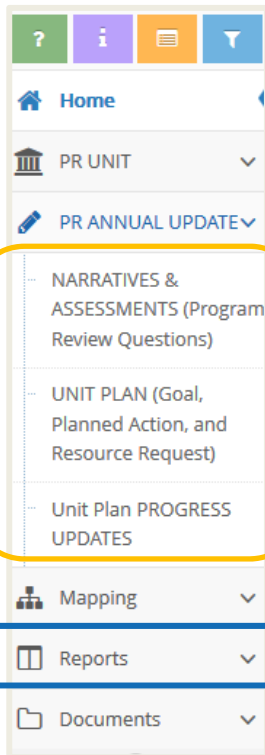 ?
i
Home
PR UNIT
PR ANNUAL UPDATE
NARRATIVES &
ASSESSMENTS (Program
Review Questions)
UNIT PLAN (Goal,
Planned Action, and
Resource Request)
Unit Plan PROGRESS
UPDATES
Mapping
Reports
Documents